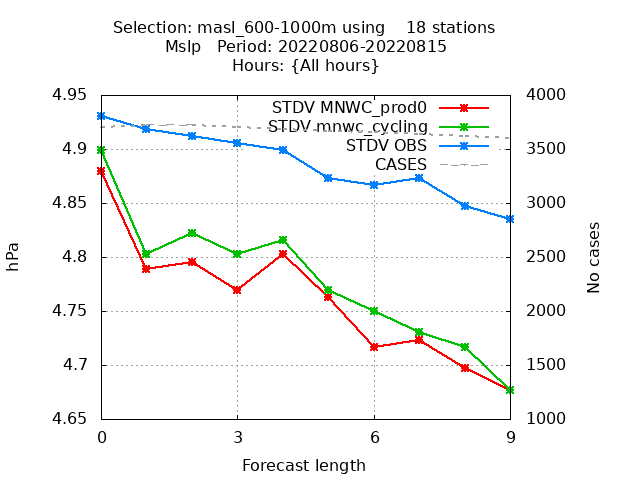 Selection: masl_600-1000m using 18 stations
Mslp Period: 20220806-20220815
Hours: {All hours}
STDV MNWC_prod0
STDV mnwc_cycling
STDV OBS
CASES
4.95
4.9
4.85
4.8
4.75
4.7
4.65
4000
3500
3000
2500
2000
1500
1000
hPa
No cases
0 3 6 9
Forecast length